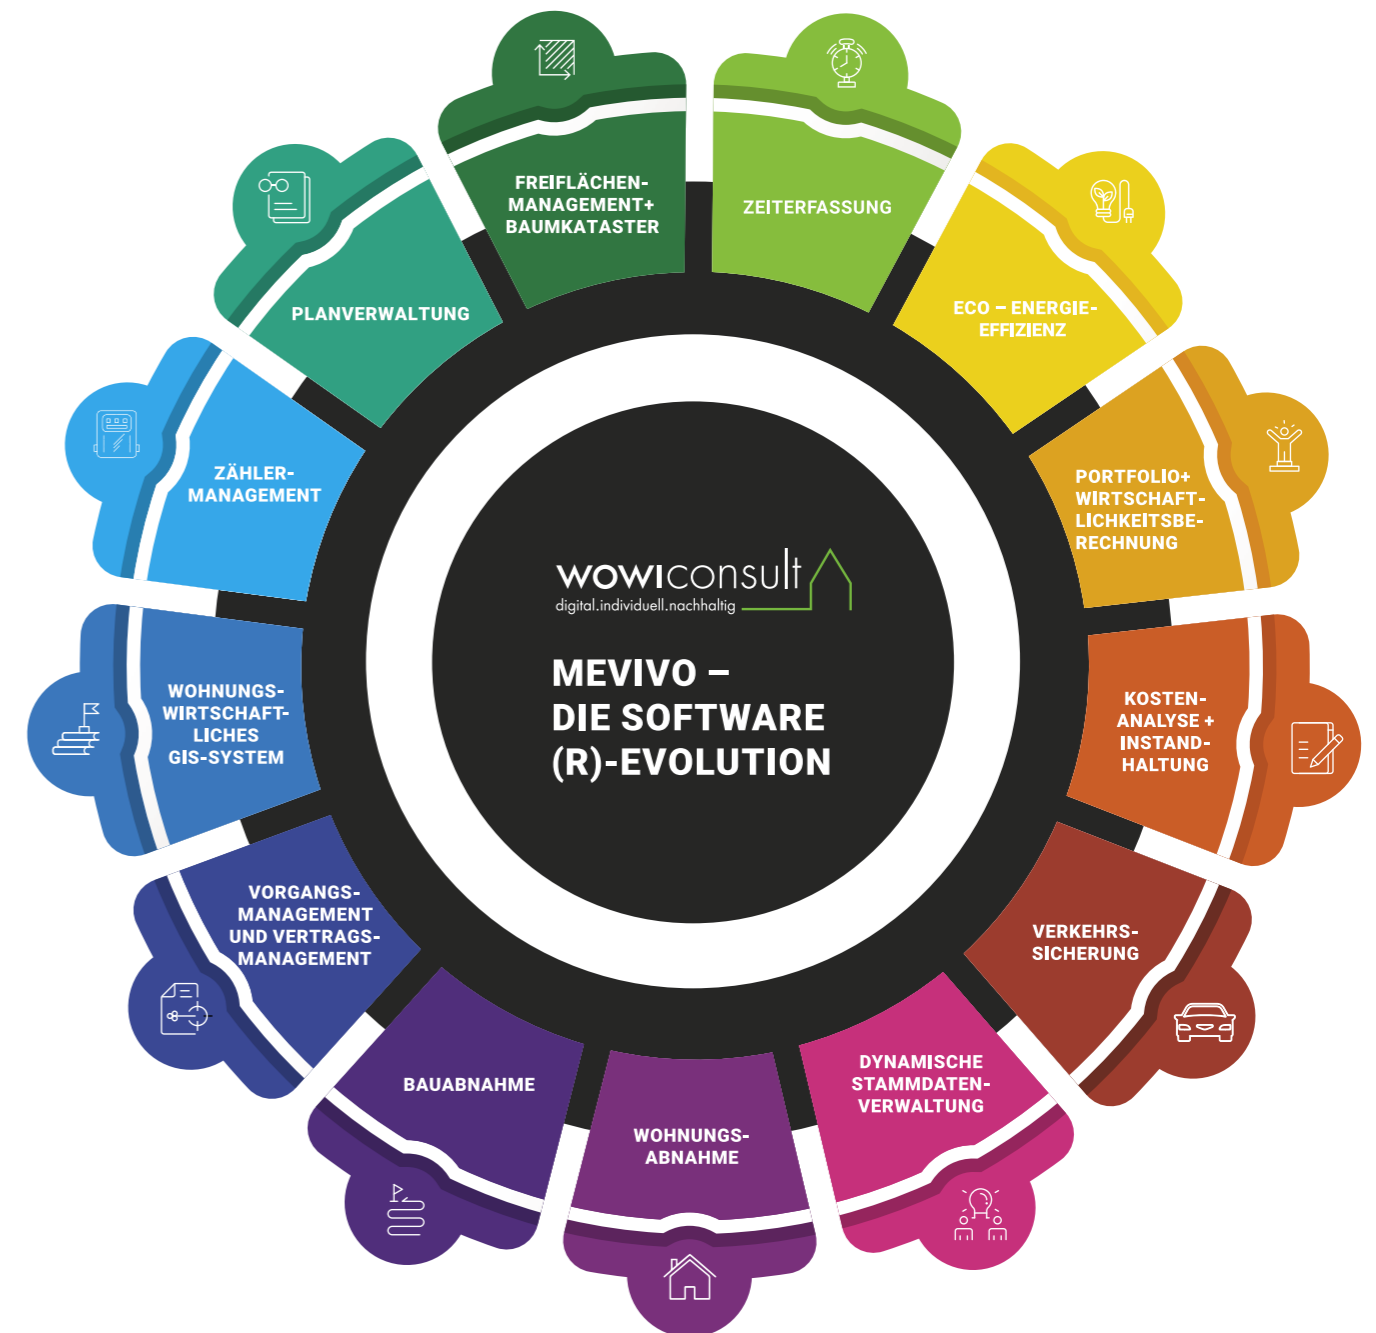 FREIFLÄCHEN-
MANAGEMENT+
BAUMKATASTER
ZEITERFASSUNG
ECO – ENERGIE-
EFFIZIENZ
PORTFOLIO+
WIRTSCHAFT-
LICHKEITSBE-
RECHNUNG
KOSTEN-
ANALYSE +
INSTAND-
HALTUNG
VERKEHRS-
SICHERUNG
DYNAMISCHE
STAMMDATEN-
VERWALTUNG
WOHNUNGS-
ABNAHME
BAUABNAHME
VORGANGS-
MANAGEMENT
UND VERTRAGS-
MANAGEMENT
WOHNUNGS-
WIRTSCHAFT-
LICHES
GIS-SYSTEM
ZÄHLER-
MANAGEMENT
PLANVERWALTUNG
wowiconsult
digital.individuell.nachhaltig
MEVIVO –
DIE SOFTWARE
(R)-EVOLUTION